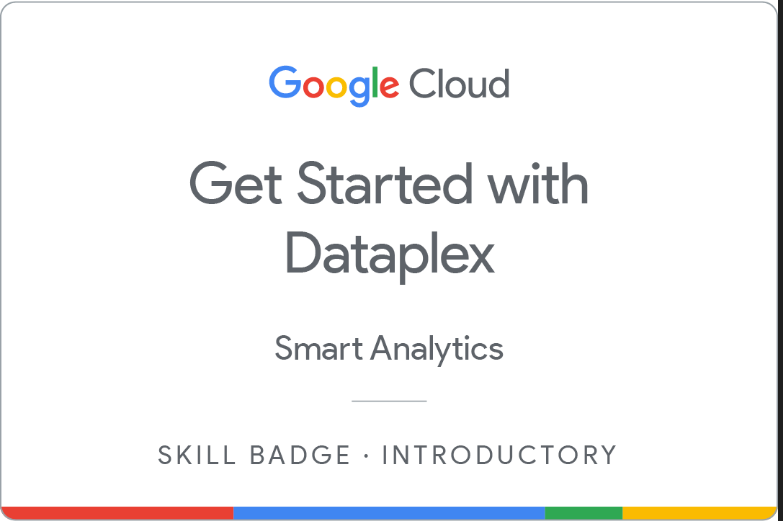 Google Cloud
Get Started with
Dataplex
Smart Analytics
SKILL BADGE · INTRODUCTORY